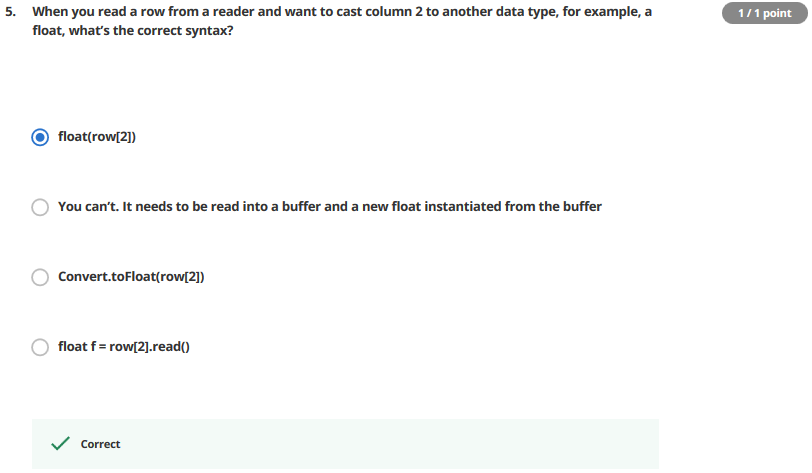 5. When you read a row from a reader and want to cast column 2 to another data type, for example, a
float, what's the correct syntax?
1 / 1 point
float(row[2])
You can't. It needs to be read into a buffer and a new float instantiated from the buffer
Convert.toFloat(row[2])
float f = row[2].read()
Correct